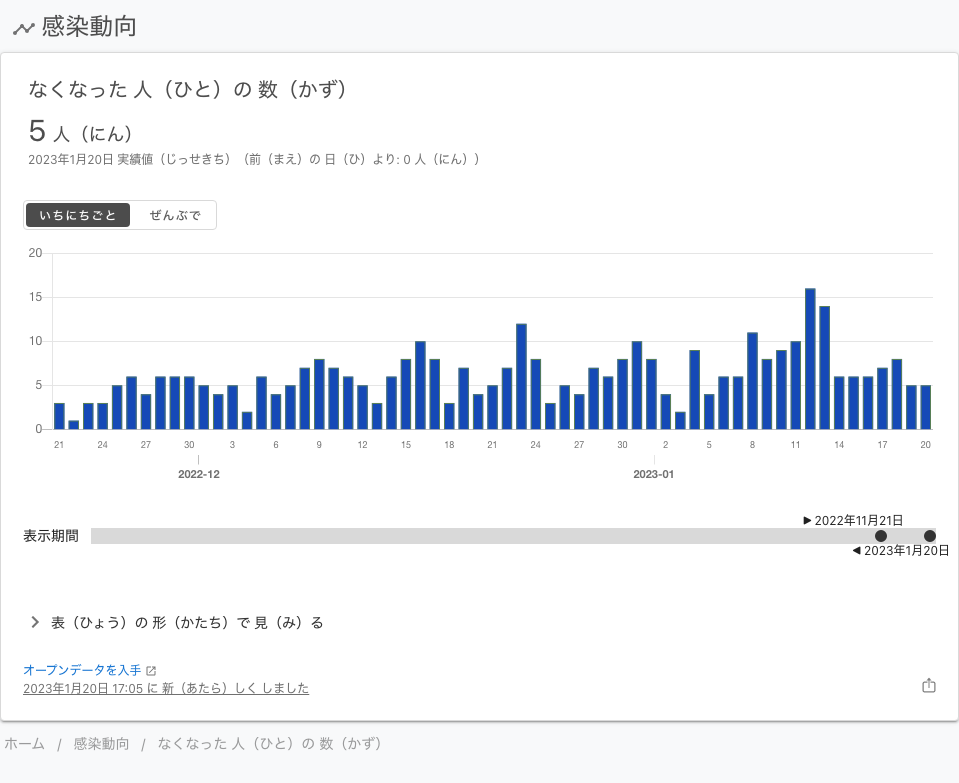 感染動向
なくなった 人（ひと）の 数（かず）
5 人（にん）
2023年1月20日 実績値（じっせきち）（前（まえ）の 日（ひ）より: 0 人（にん））
いちにちごと ぜんぶで
20
15
10
5
0
21 24 27 30 3 6 9 12 15 18 21 24 27 30 2 5 8 11 14 17 20
2022-12 2023-01
▶ 2022年11月21日
表示期間
◀ 2023年1月20日
表（ひょう）の 形（かたち）で 見（み）る
オープンデータを入手
2023年1月20日 17:05 に 新（あたら）しく しました
ホーム / 感染動向 / なくなった 人（ひと）の 数（かず）